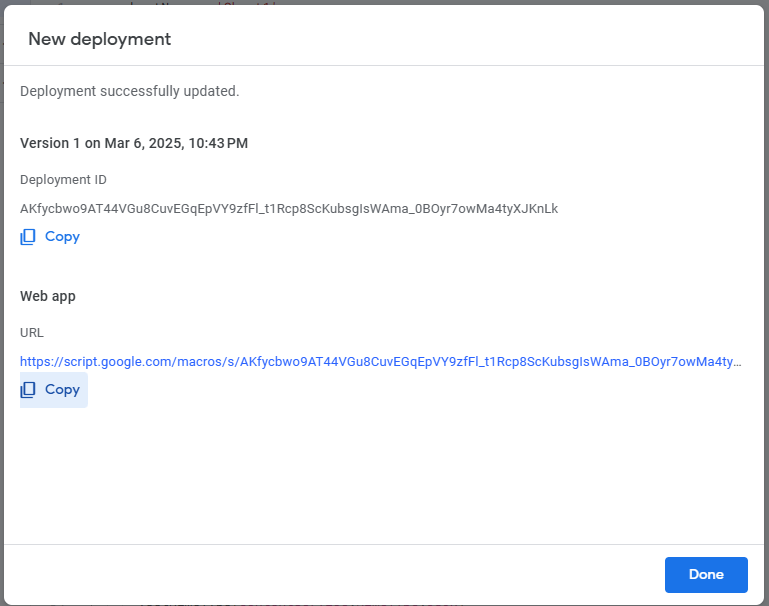 New deployment
Deployment successfully updated.
Version 1 on Mar 6, 2025, 10:43 PM
Deployment ID
AKfycbwo9AT44VGu8CuvEGqEpVY9zfFl_t1Rcp8ScKubsgIsWAma_0BOyr7owMa4tyXJKnLk
Copy
Web app
URL
https://script.google.com/macros/s/AKfycbwo9AT44VGu8CuvEGqEpVY9zfFl_t1Rcp8ScKubsgIsWAma_0BOyr7owMa4ty...
Copy
Done